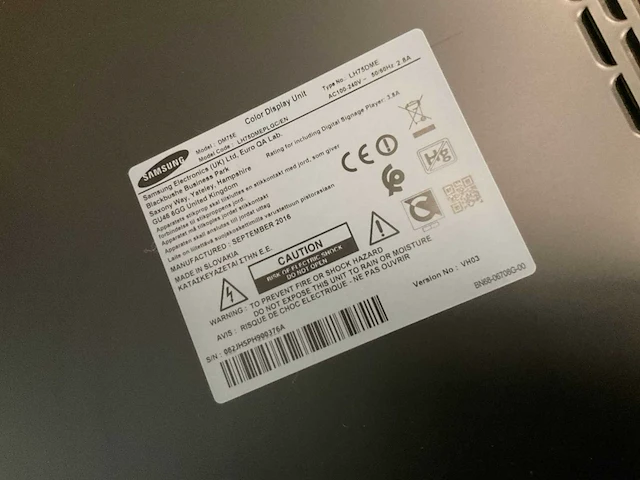 SAMSUNG
Color Display Unit
Model : DM75E
Type No. : LH75DME
Model Code : LH75DMEPLGC/EN
AC100-240V ~ 50/60Hz 2.8A
Rating for including Digital Signage Player: 3.8A
Samsung Electronics (UK) Ltd, Euro QA Lab.
Blackbushe Business Park
Saxony Way, Yateley, Hampshire
GU46 6GG United Kingdom
Apparatets stikprop skal tilsluttes en stikkontakt med jord, som giver
forbindelse til stikproppens jord.
Apparatet må tilkoples jordet stikkontakt
Apparaten skall anslutas till jordat uttag
Laite on liitettävä suojakoskettimilla varustettuun pistorasiaan
MANUFACTURED : SEPTEMBER 2016
MADE IN SLOVAKIA
ΚΑΤΑΣΚΕΥΑΖΕΤΑΙ ΣΤΗΝ Ε.Ε.
CE
CAUTION
RISK OF ELECTRIC SHOCK
DO NOT OPEN
WARNING : TO PREVENT FIRE OR SHOCK HAZARD
DO NOT EXPOSE THIS UNIT TO RAIN OR MOISTURE
AVIS : RISQUE DE CHOC ELECTRIQUE - NE PAS OUVRIR
Version No. : VH03
BN68-06708G-00
S/N :